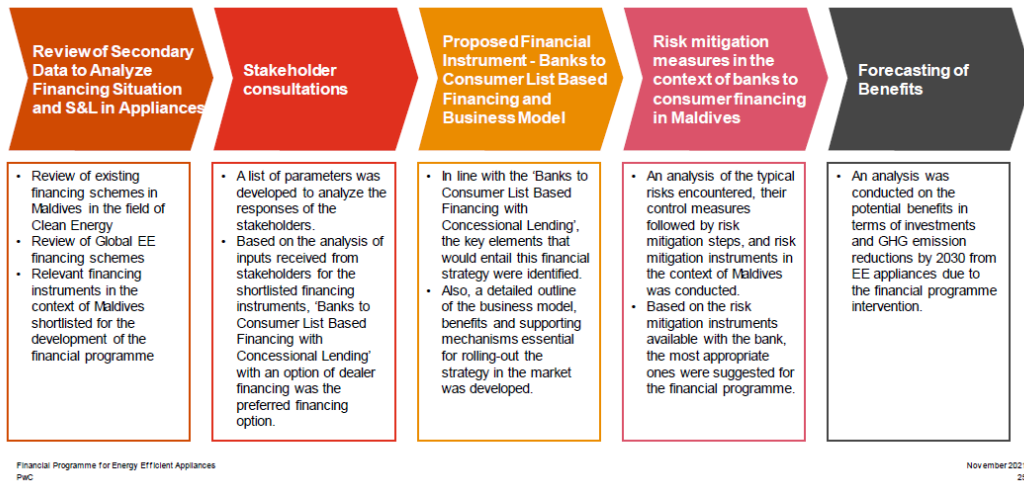 Review of Secondary
Data to Analyze
Financing Situation
and S&L in Appliances
Stakeholder
consultations
Proposed Financial
Instrument - Banks to
Consumer List Based
Financing and
Business Model
Risk mitigation
measures in the
context of banks to
consumer financing
in Maldives
Forecasting of
Benefits
• Review of existing
financing schemes in
Maldives in the field of
Clean Energy
• Review of Global EE
financing schemes
• Relevant financing
instruments in the
context of Maldives
shortlisted for the
development of the
financial programme
• A list of parameters was
developed to analyze the
responses of the
stakeholders.
• Based on the analysis of
inputs received from
stakeholders for the
shortlisted financing
instruments, ‘Banks to
Consumer List Based
Financing with
Concessional Lending’
with an option of dealer
financing was the
preferred financing
option.
• In line with the ‘Banks to
Consumer List Based
Financing with
Concessional Lending’,
the key elements that
would entail this financial
strategy were identified.
• Also, a detailed outline
of the business model,
benefits and supporting
mechanisms essential
for rolling-out the
strategy in the market
was developed.
• An analysis of the typical
risks encountered, their
control measures
followed by risk
mitigation steps, and risk
mitigation instruments in
the context of Maldives
was conducted.
• Based on the risk
mitigation instruments
available with the bank,
the most appropriate
ones were suggested for
the financial programme.
• An analysis was
conducted on the
potential benefits in
terms of investments
and GHG emission
reductions by 2030 from
EE appliances due to
the financial programme
intervention.
Financial Programme for Energy Efficient Appliances
PwC
November 2021
25